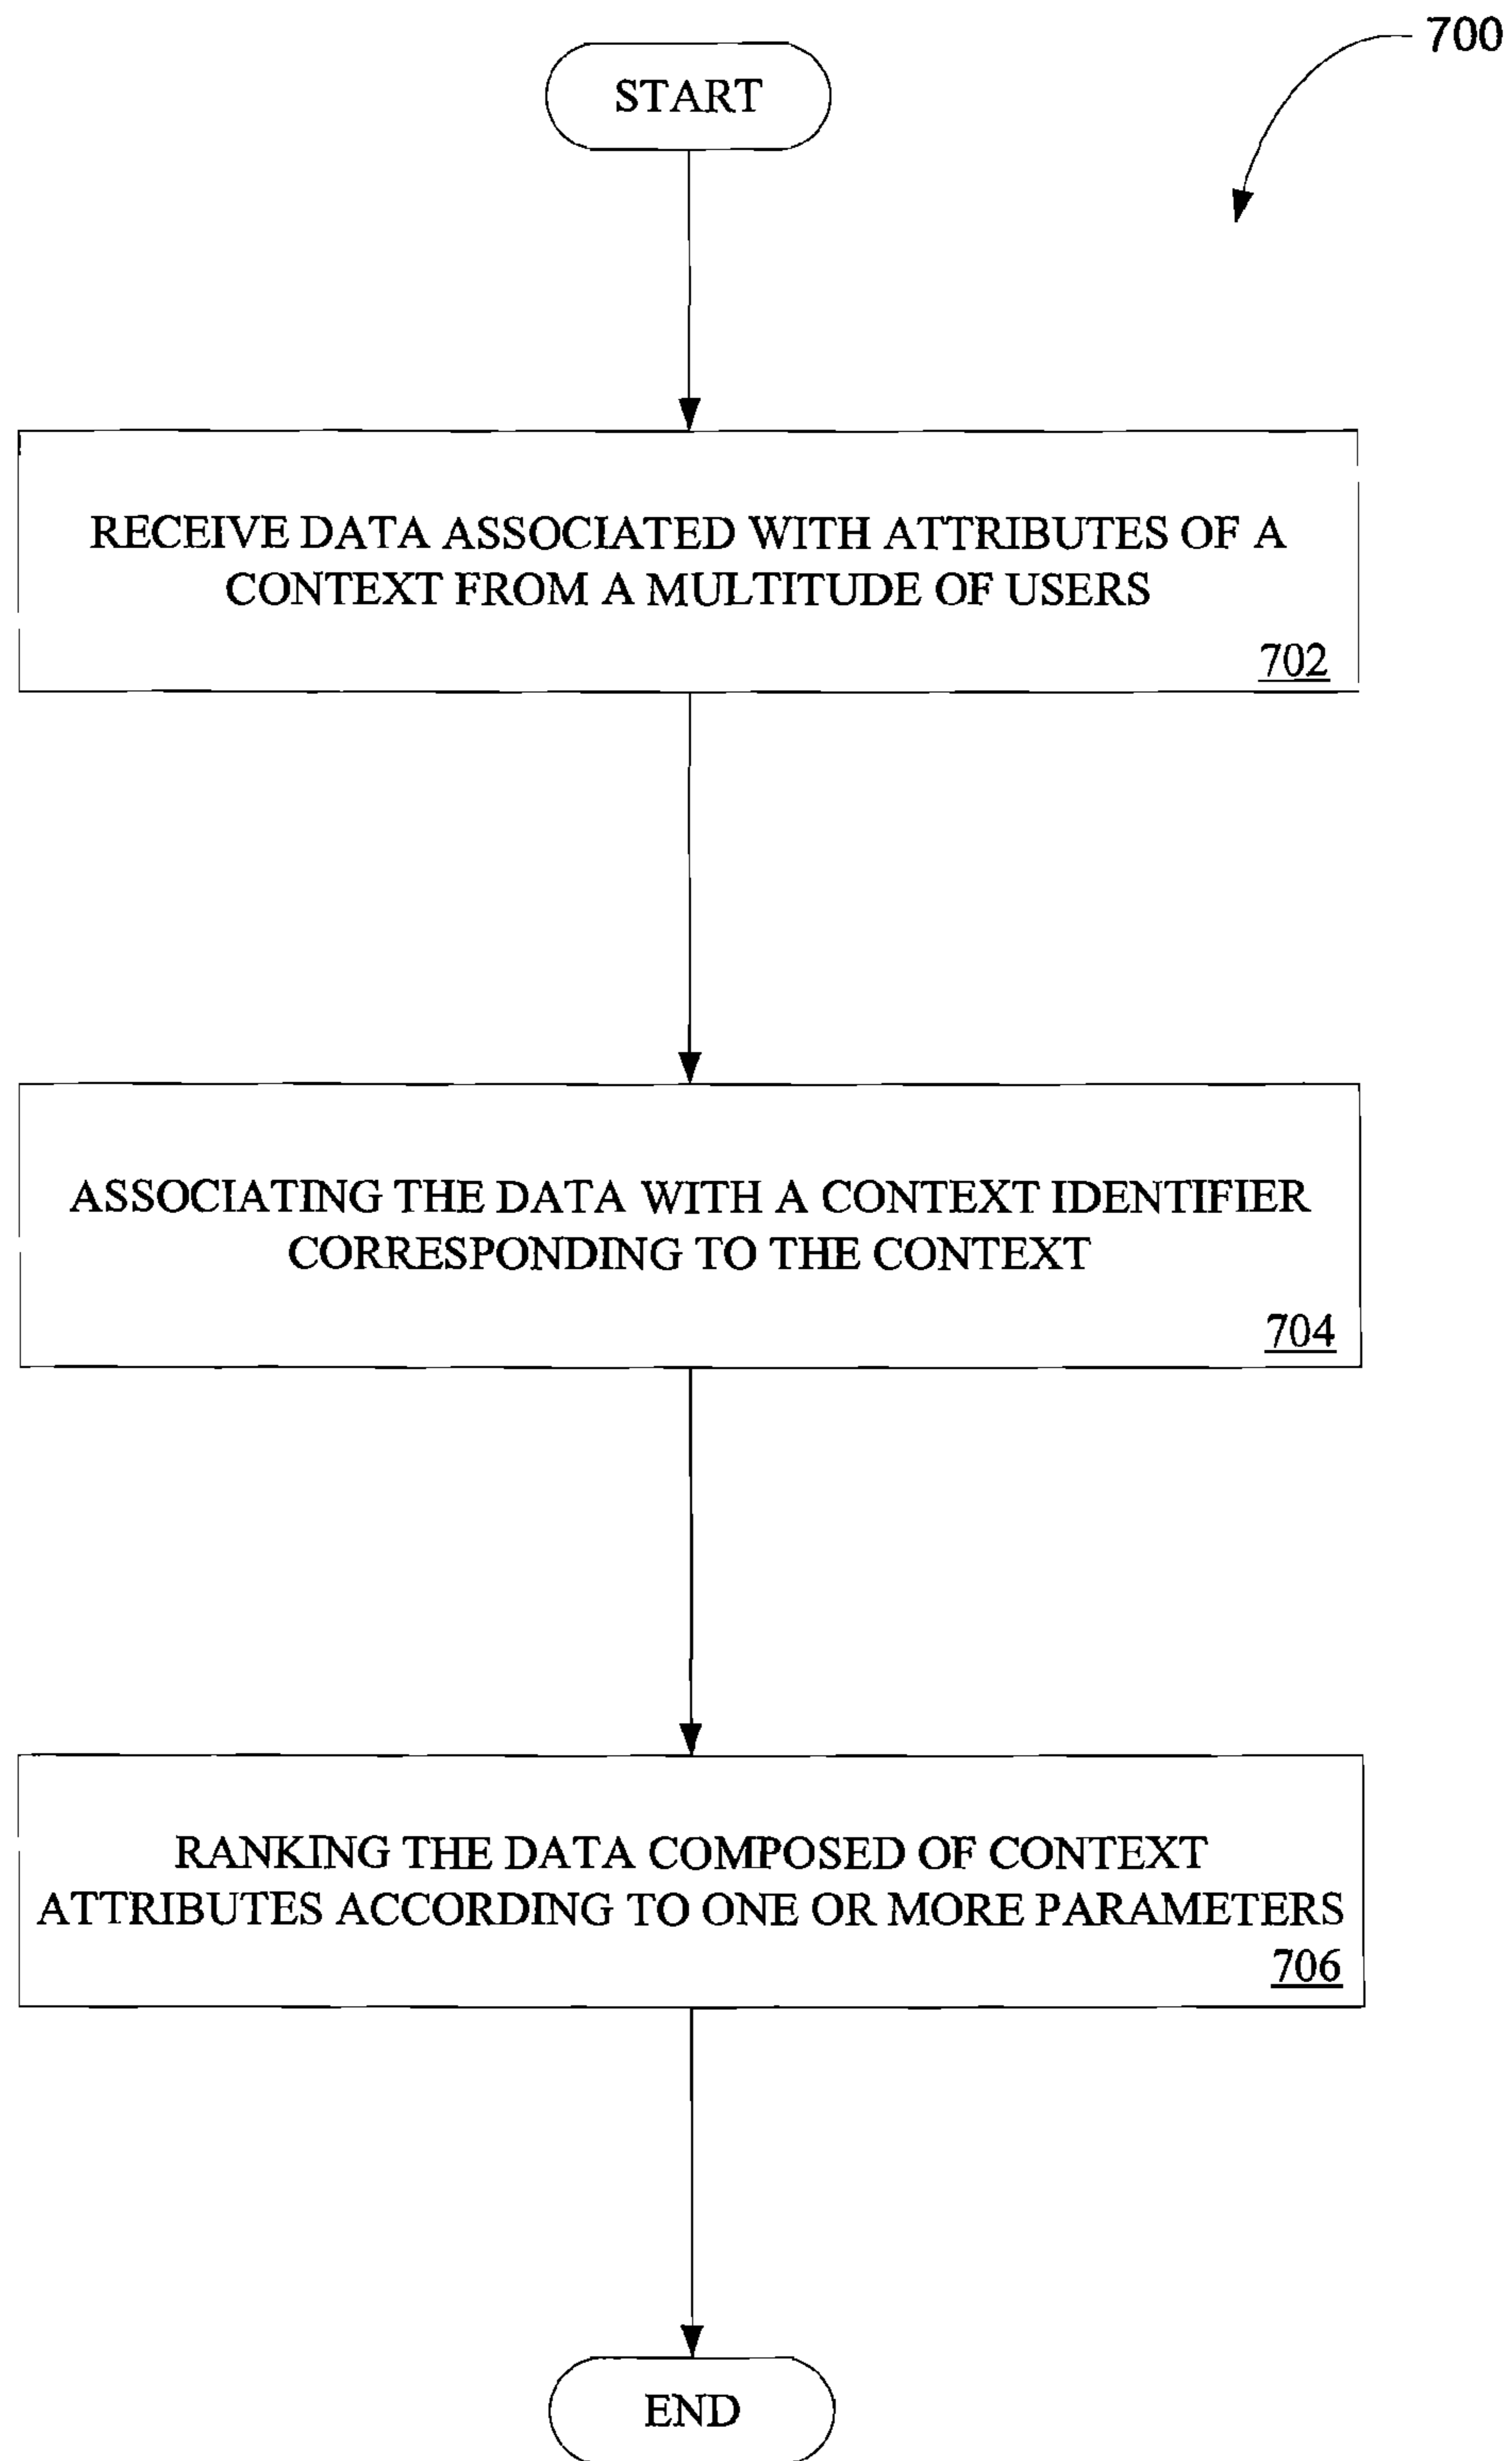 700
START
RECEIVE DATA ASSOCIATED WITH ATTRIBUTES OF A
CONTEXT FROM A MULTITUDE OF USERS
702
ASSOCIATING THE DATA WITH A CONTEXT IDENTIFIER
CORRESPONDING TO THE CONTEXT
704
RANKING THE DATA COMPOSED OF CONTEXT
ATTRIBUTES ACCORDING TO ONE OR MORE PARAMETERS
706
END